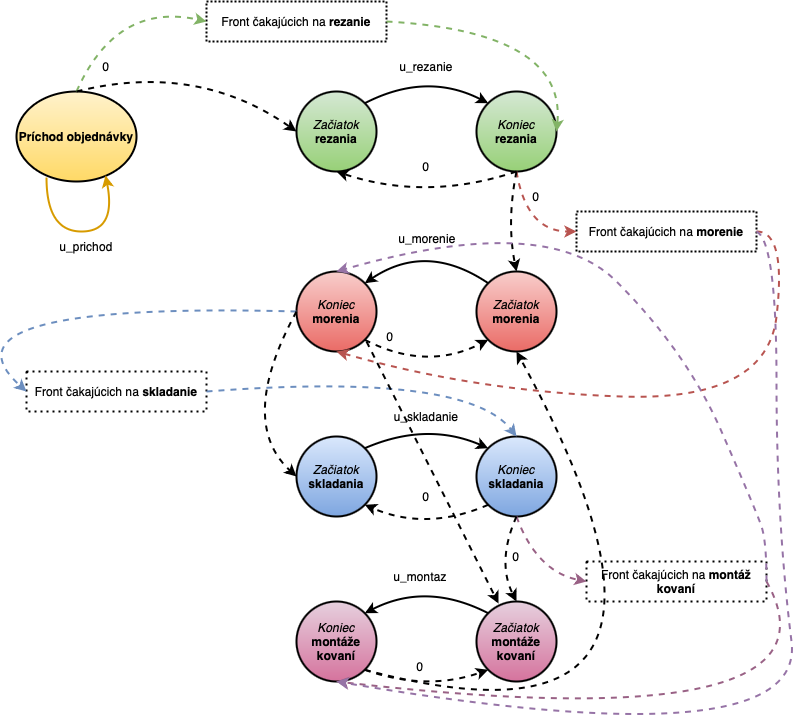 Front čakajúcich na rezanie
0
u_rezanie
Príchod objednávky
Začiatok
rezania
Koniec
rezania
0
0
u_prichod
u_morenie
Front čakajúcich na morenie
Koniec
morenia
Začiatok
morenia
0
Front čakajúcich na skladanie
u_skladanie
Začiatok
skladania
Koniec
skladania
0
0
u_montaz
Front čakajúcich na montáž
kovaní
Koniec
montáže
kovaní
Začiatok
montáže
kovaní
0